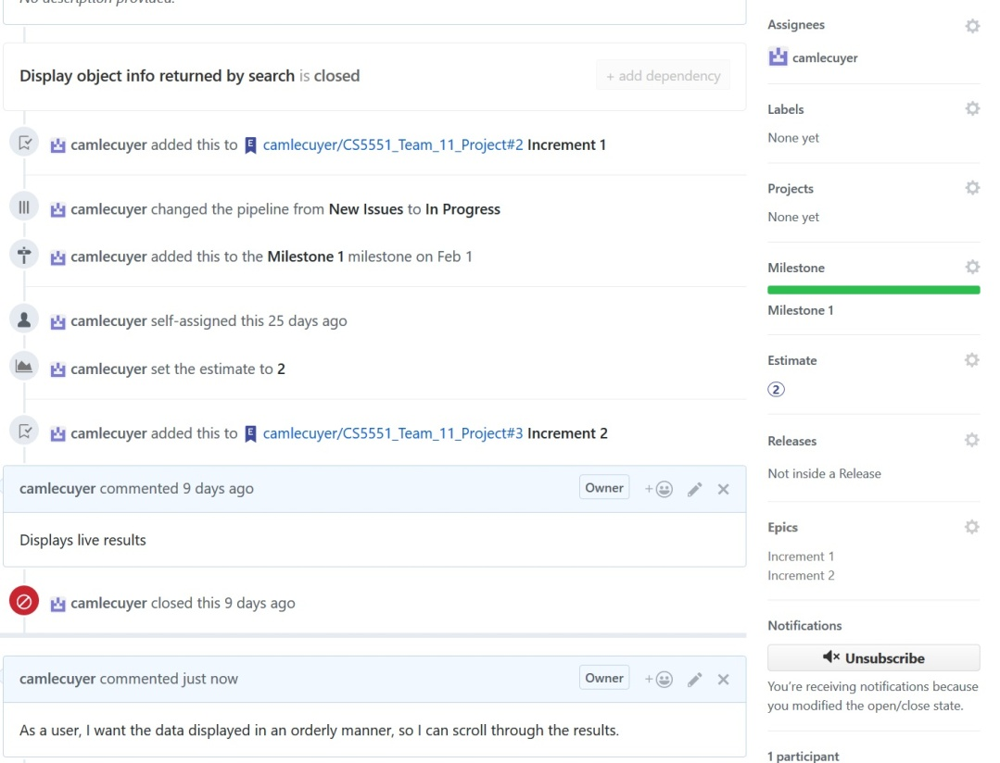 No description provided.
Display object info returned by search is closed
+ add dependency
camlecuyer added this to E camlecuyer/CS5551_Team_11_Project#2 Increment 1
camlecuyer changed the pipeline from New Issues to In Progress
camlecuyer added this to the Milestone 1 milestone on Feb 1
camlecuyer self-assigned this 25 days ago
camlecuyer set the estimate to 2
camlecuyer added this to E camlecuyer/CS5551_Team_11_Project#3 Increment 2
camlecuyer commented 9 days ago
Owner
Displays live results
camlecuyer closed this 9 days ago
camlecuyer commented just now
Owner
As a user, I want the data displayed in an orderly manner, so I can scroll through the results.
Assignees
camlecuyer
Labels
None yet
Projects
None yet
Milestone
Milestone 1
Estimate
2
Releases
Not inside a Release
Epics
Increment 1
Increment 2
Notifications
Unsubscribe
You're receiving notifications because
you modified the open/close state.
1 participant